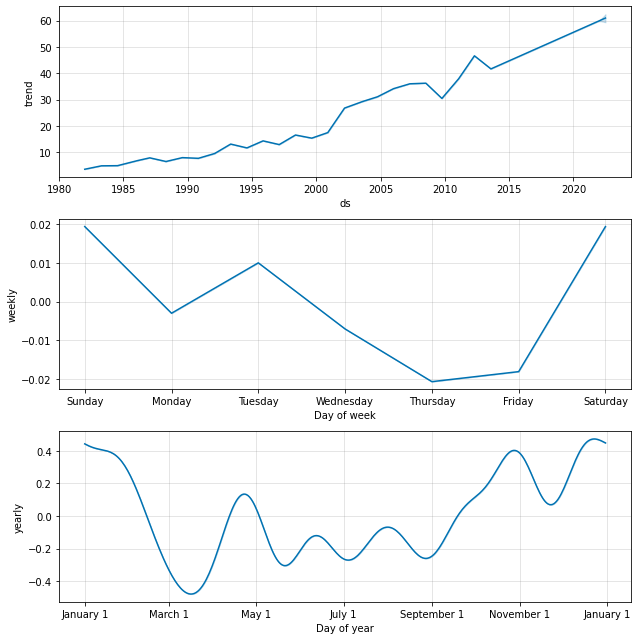 60
50
40
30
20
10
trend
1980 1985 1990 1995 2000 2005 2010 2015 2020
ds
0.02
0.01
0.00
−0.01
−0.02
weekly
Sunday Monday Tuesday Wednesday Thursday Friday Saturday
Day of week
0.4
0.2
0.0
−0.2
−0.4
yearly
January 1 March 1 May 1 July 1 September 1 November 1 January 1
Day of year